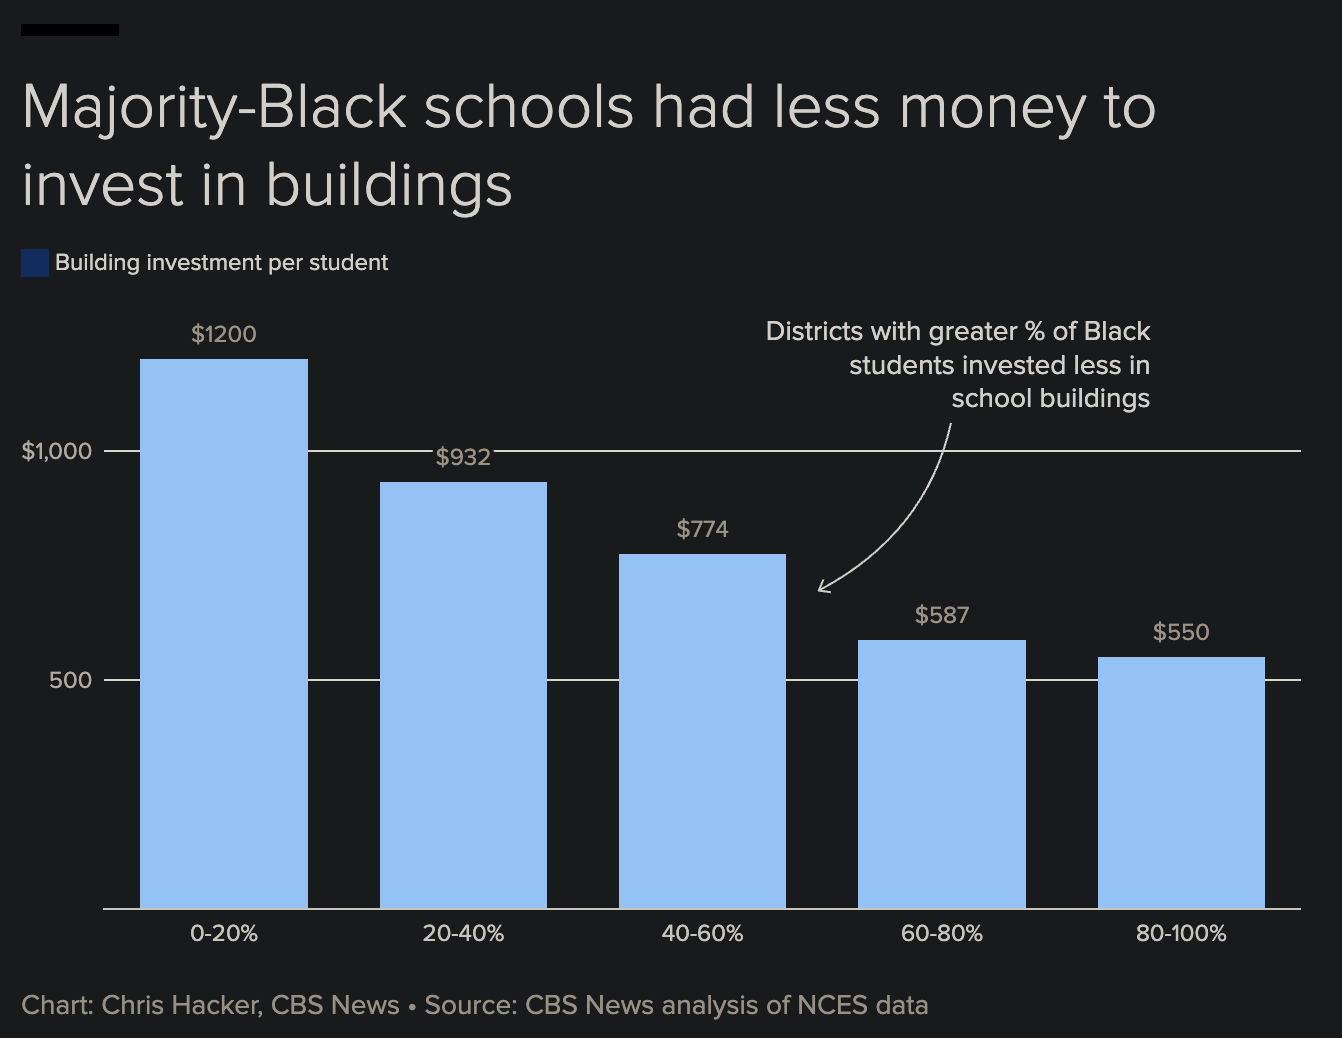 Majority-Black schools had less money to
invest in buildings
Building investment per student
$1200
Districts with greater % of Black
students invested less in
school buildings
$1,000
$932
$774
$587
$550
500
0-20%
20-40%
40-60%
60-80%
80-100%
Chart: Chris Hacker, CBS News • Source: CBS News analysis of NCES data